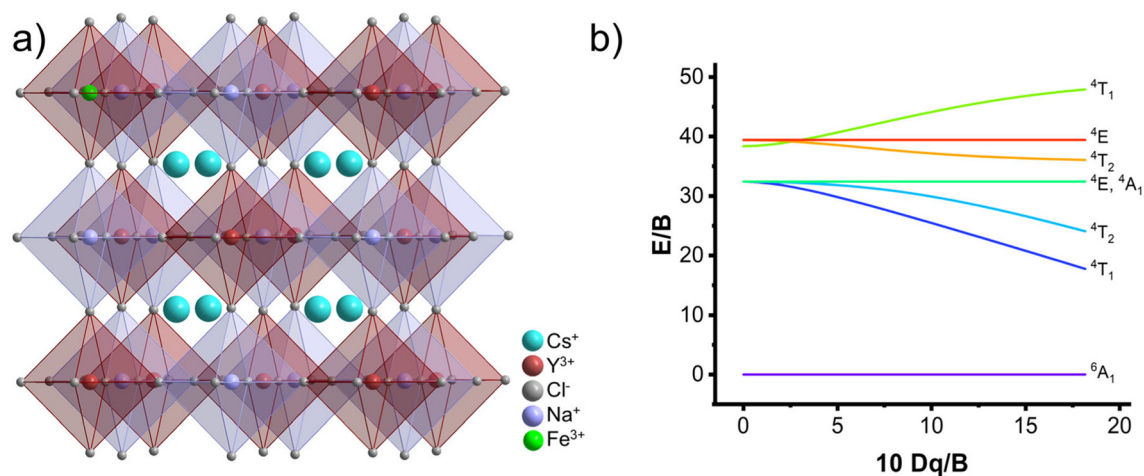 a)
Cs⁺
Y³⁺
Cl⁻
Na⁺
Fe³⁺
b)
E/B
50
40
30
20
10
0
0
5
10
15
20
10 Dq/B
⁴T₁
⁴E
⁴T₂
⁴E, ⁴A₁
⁴T₂
⁴T₁
⁶A₁